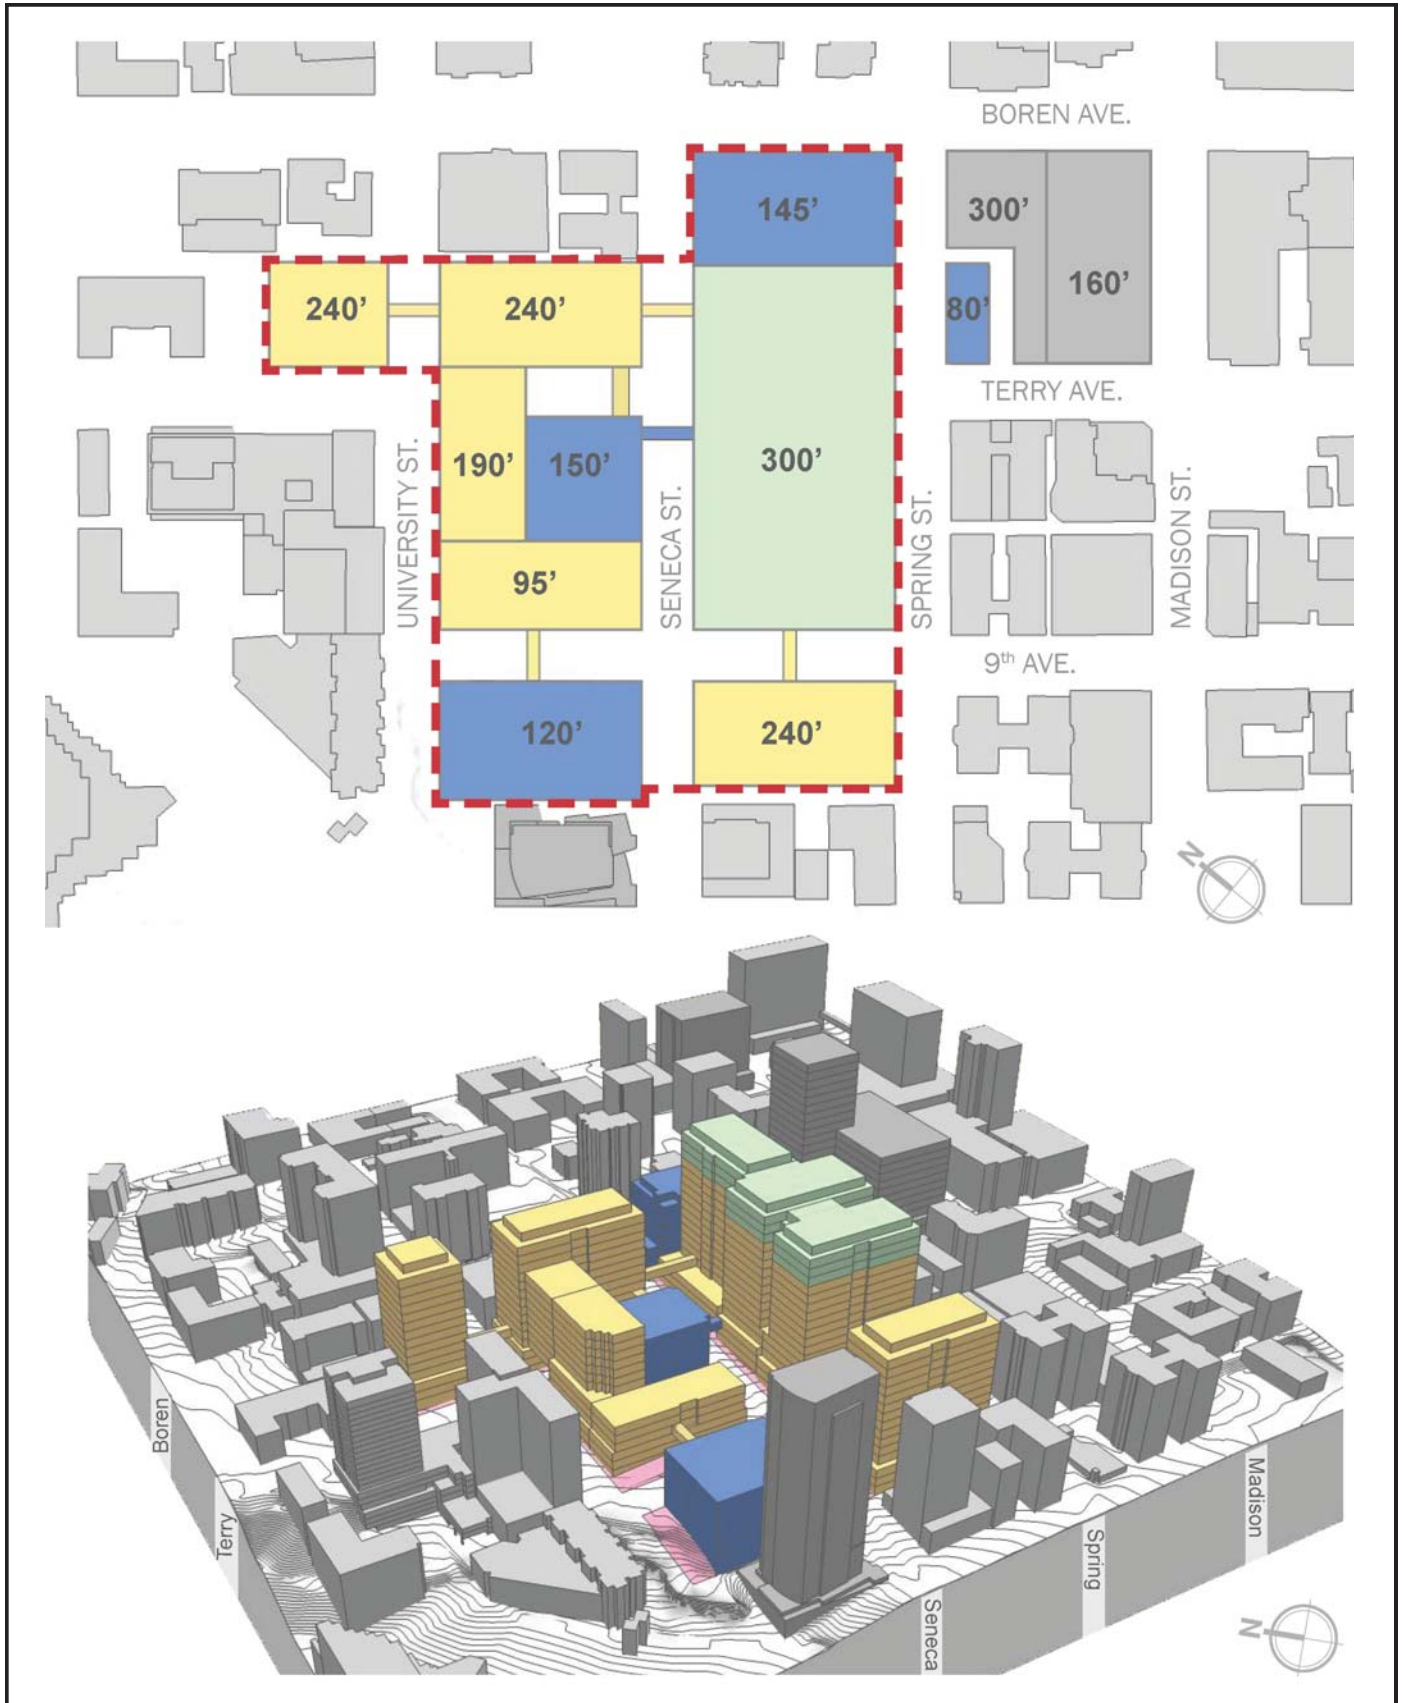 BOREN AVE.
145’
300’
160’
240’
240’
80’
TERRY AVE.
190’
150’
300’
UNIVERSITY ST.
SENECA ST.
SPRING ST.
MADISON ST.
95’
9th AVE.
120’
240’
N
Boren
Terry
Madison
Spring
Seneca
N